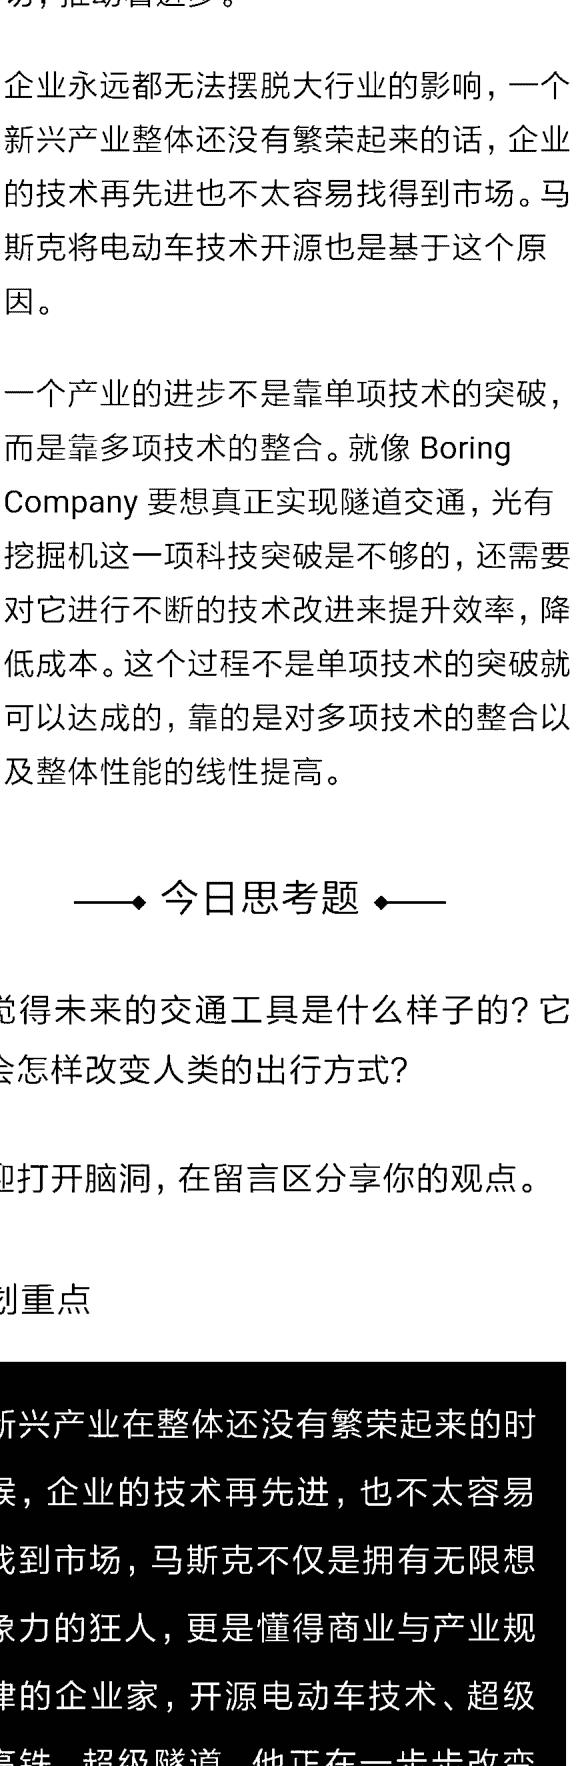 企业永远都无法摆脱大行业的影响，一个
新兴产业整体还没有繁荣起来的话，企业
的技术再先进也不太容易找得到市场。马
斯克将电动车技术开源也是基于这个原
因。
一个产业的进步不是靠单项技术的突破，
而是靠多项技术的整合。就像 Boring
Company 要想真正实现隧道交通，光有
挖掘机这一项科技突破是不够的，还需要
对它进行不断的技术改进来提升效率，降
低成本。这个过程不是单项技术的突破就
可以达成的，靠的是对多项技术的整合以
及整体性能的线性提高。
今日思考题
觉得未来的交通工具是什么样子的？它
会怎样改变人类的出行方式？
迎打开脑洞，在留言区分享你的观点。
划重点
新兴产业在整体还没有繁荣起来的时
候，企业的技术再先进，也不太容易
找到市场，马斯克不仅是拥有无限想
象力的狂人，更是懂得商业与产业规
律的企业家，开源电动车技术、超级
高铁、超级隧道，他正在一步步改变